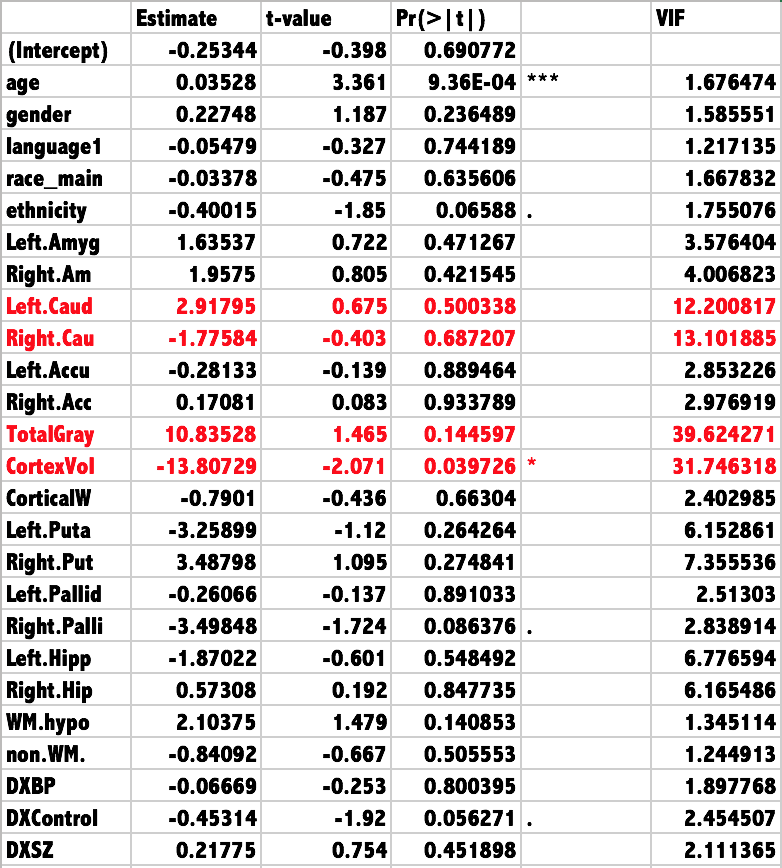 Estimate t-value Pr(>|t|) VIF
(Intercept) -0.25344 -0.398 0.690772
age 0.03528 3.361 9.36E-04 *** 1.676474
gender 0.22748 1.187 0.236489 1.585551
language1 -0.05479 -0.327 0.744189 1.217135
race_main -0.03378 -0.475 0.635606 1.667832
ethnicity -0.40015 -1.85 0.06588 . 1.755076
Left.Amyg 1.63537 0.722 0.471267 3.576404
Right.Am 1.9575 0.805 0.421545 4.006823
Left.Caud 2.91795 0.675 0.500338 12.200817
Right.Cau -1.77584 -0.403 0.687207 13.101885
Left.Accu -0.28133 -0.139 0.889464 2.853226
Right.Acc 0.17081 0.083 0.933789 2.976919
TotalGray 10.83528 1.465 0.144597 39.624271
CortexVol -13.80729 -2.071 0.039726 * 31.746318
CorticalW -0.7901 -0.436 0.66304 2.402985
Left.Puta -3.25899 -1.12 0.264264 6.152861
Right.Put 3.48798 1.095 0.274841 7.355536
Left.Pallid -0.26066 -0.137 0.891033 2.51303
Right.Palli -3.49848 -1.724 0.086376 . 2.838914
Left.Hipp -1.87022 -0.601 0.548492 6.776594
Right.Hip 0.57308 0.192 0.847735 6.165486
WM.hypo 2.10375 1.479 0.140853 1.345114
non.WM. -0.84092 -0.667 0.505553 1.244913
DXBP -0.06669 -0.253 0.800395 1.897768
DXControl -0.45314 -1.92 0.056271 . 2.454507
DXSZ 0.21775 0.754 0.451898 2.111365